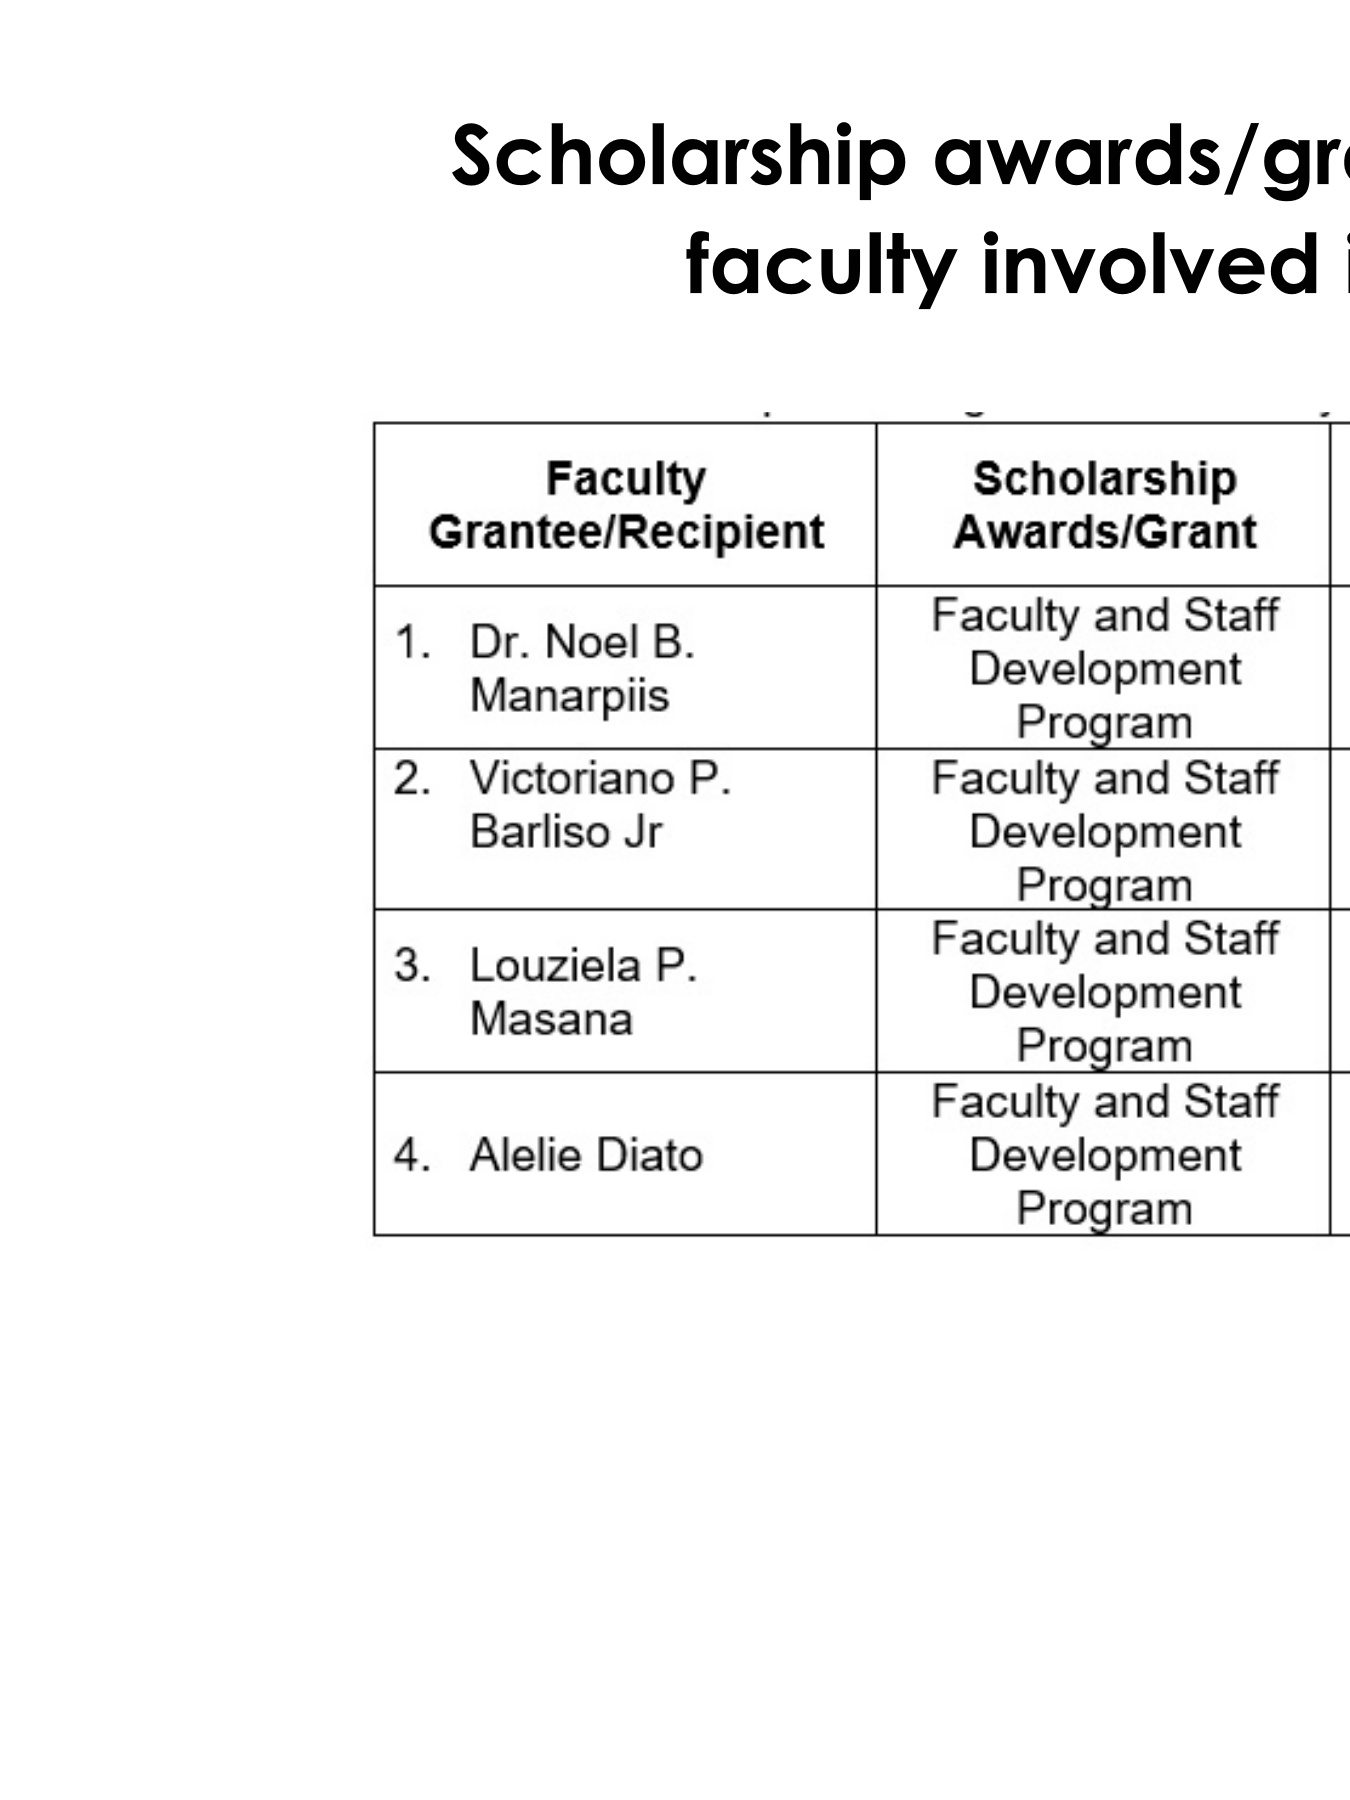 Scholarship awards/gr
faculty involved i
Faculty
Grantee/Recipient
Scholarship
Awards/Grant
1. Dr. Noel B.
Manarpiis
Faculty and Staff
Development
Program
2. Victoriano P.
Barliso Jr
Faculty and Staff
Development
Program
3. Louziela P.
Masana
Faculty and Staff
Development
Program
4. Alelie Diato
Faculty and Staff
Development
Program